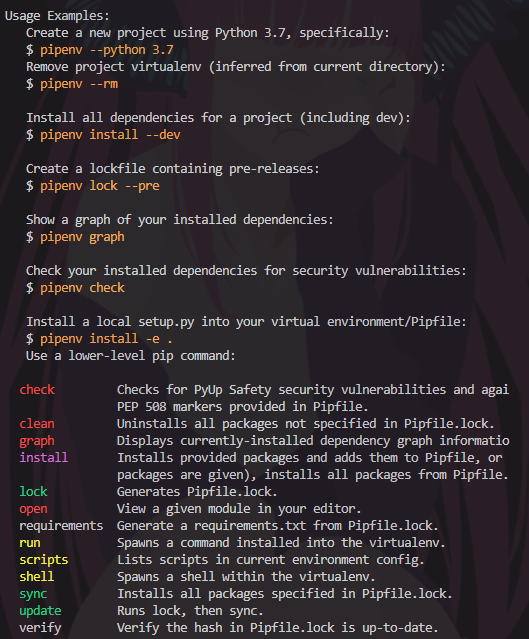 Usage Examples:
Create a new project using Python 3.7, specifically:
$ pipenv --python 3.7
Remove project virtualenv (inferred from current directory):
$ pipenv --rm
Install all dependencies for a project (including dev):
$ pipenv install --dev
Create a lockfile containing pre-releases:
$ pipenv lock --pre
Show a graph of your installed dependencies:
$ pipenv graph
Check your installed dependencies for security vulnerabilities:
$ pipenv check
Install a local setup.py into your virtual environment/Pipfile:
$ pipenv install -e .
Use a lower-level pip command:
check Checks for PyUp Safety security vulnerabilities and agai
PEP 508 markers provided in Pipfile.
clean Uninstalls all packages not specified in Pipfile.lock.
graph Displays currently-installed dependency graph informatio
install Installs provided packages and adds them to Pipfile, or
packages are given), installs all packages from Pipfile.
lock Generates Pipfile.lock.
open View a given module in your editor.
requirements Generate a requirements.txt from Pipfile.lock.
run Spawns a command installed into the virtualenv.
scripts Lists scripts in current environment config.
shell Spawns a shell within the virtualenv.
sync Installs all packages specified in Pipfile.lock.
update Runs lock, then sync.
verify Verify the hash in Pipfile.lock is up-to-date.